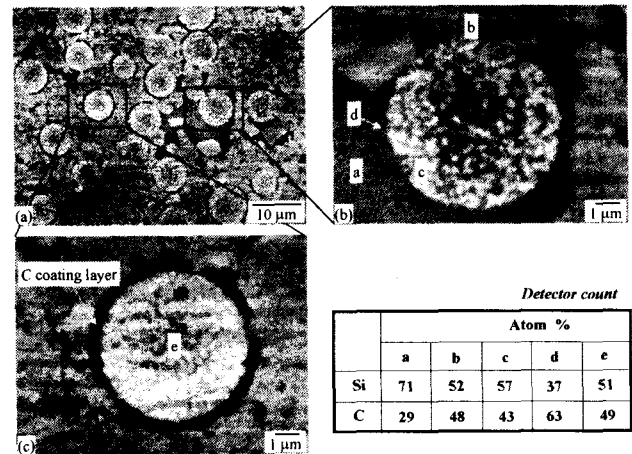 b
d
a
c
(a)
10 μm
(b)
1 μm
C coating layer
e
(c)
1 μm
Detector count
Atom %
a b c d e
Si 71 52 57 37 51
C 29 48 43 63 49